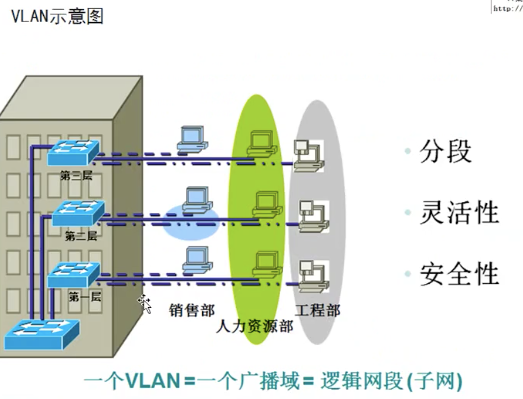 VLAN示意图
http://
第三层
第二层
第一层
销售部
人力资源部
工程部
• 分段
• 灵活性
• 安全性
一个VLAN=一个广播域=逻辑网段(子网)